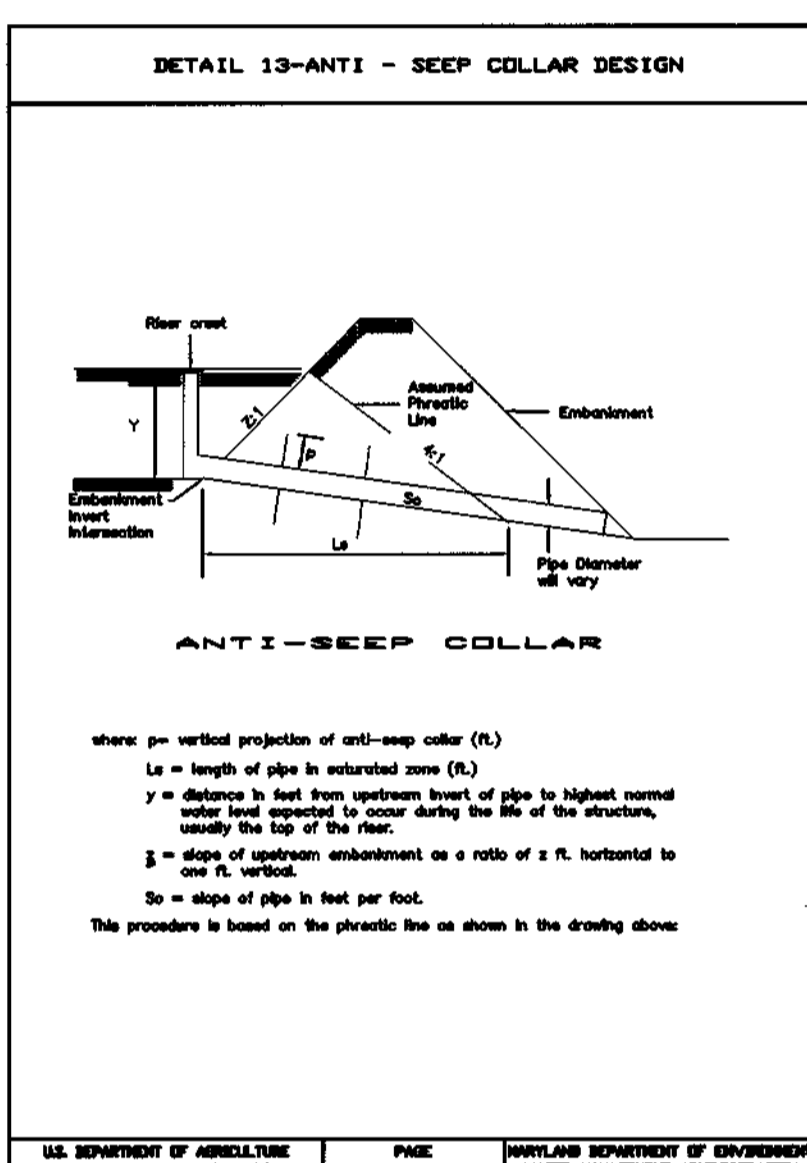 DETAIL 13-ANTI - SEEP COLLAR DESIGN
Riser crest
Assumed
Phreatic
Line
Embankment
Z:1
Y
P
4:1
So
Embankment
Invert
Intersection
Ls
Pipe Diameter
will vary
ANTI-SEEP COLLAR
where: p= vertical projection of anti-seep collar (ft.)
Ls = length of pipe in saturated zone (ft.)
y = distance in feet from upstream invert of pipe to highest normal
water level expected to occur during the life of the structure,
usually the top of the riser.
= slope of upstream embankment as a ratio of z ft. horizontal to
one ft. vertical.
So = slope of pipe in feet per foot.
This procedure is based on the phreatic line as shown in the drawing above:
U.S. DEPARTMENT OF AGRICULTURE
PAGE
MARYLAND DEPARTMENT OF